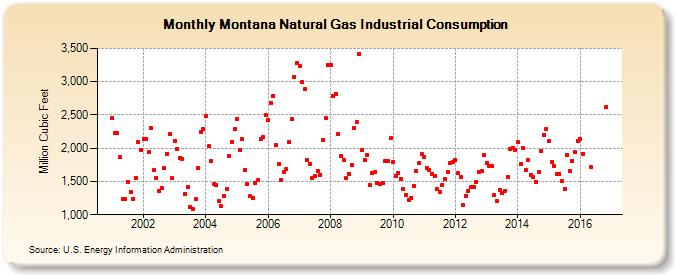 Monthly Montana Natural Gas Industrial Consumption
Million Cubic Feet
3,500
3,000
2,500
2,000
1,500
1,000
2002 2004 2006 2008 2010 2012 2014 2016
Source: U.S. Energy Information Administration